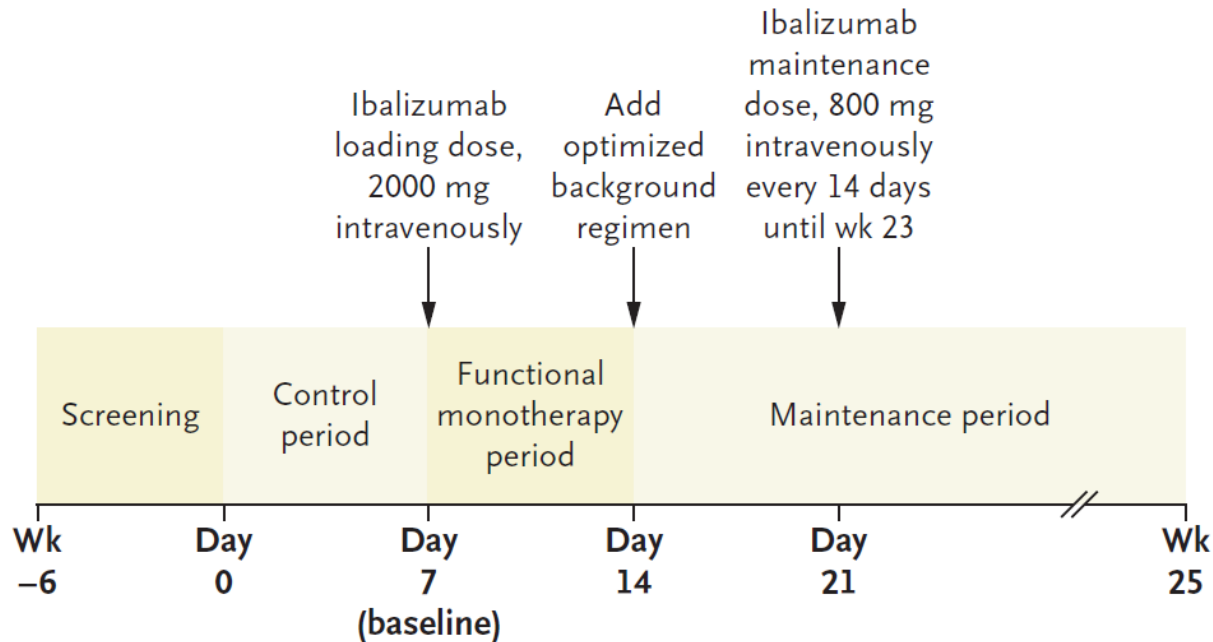 Ibalizumab
loading dose,
2000 mg
intravenously
Add
optimized
background
regimen
Ibalizumab
maintenance
dose, 800 mg
intravenously
every 14 days
until wk 23
Screening
Control
period
Functional
monotherapy
period
Maintenance period
Wk
–6
Day
0
Day
7
(baseline)
Day
14
Day
21
Wk
25